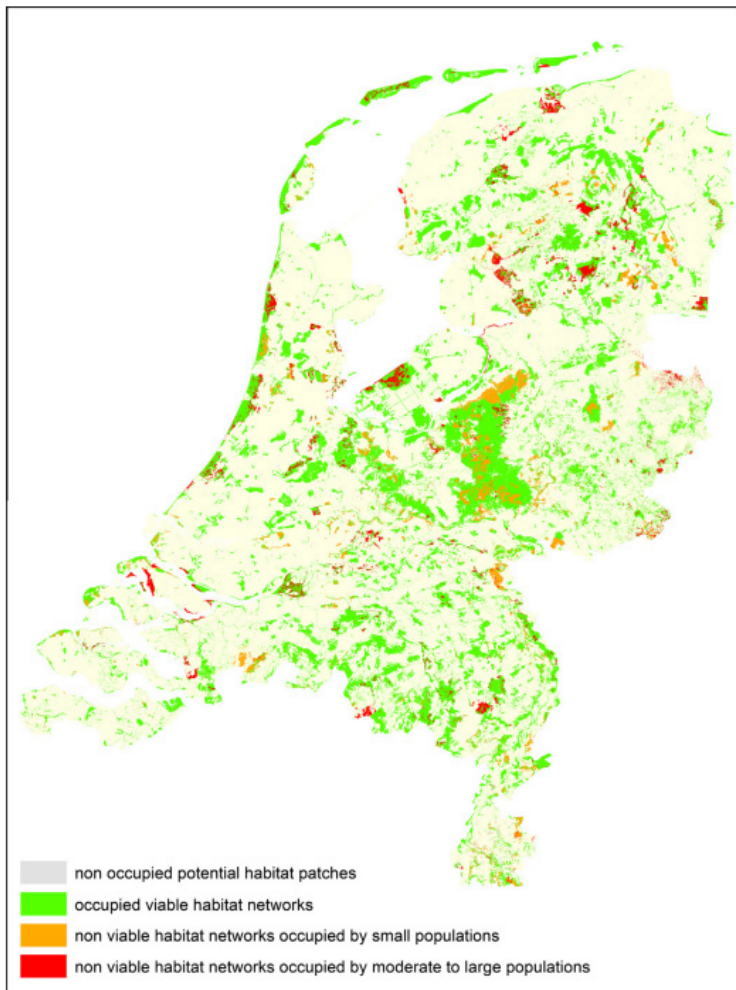 non occupied potential habitat patches
occupied viable habitat networks
non viable habitat networks occupied by small populations
non viable habitat networks occupied by moderate to large populations